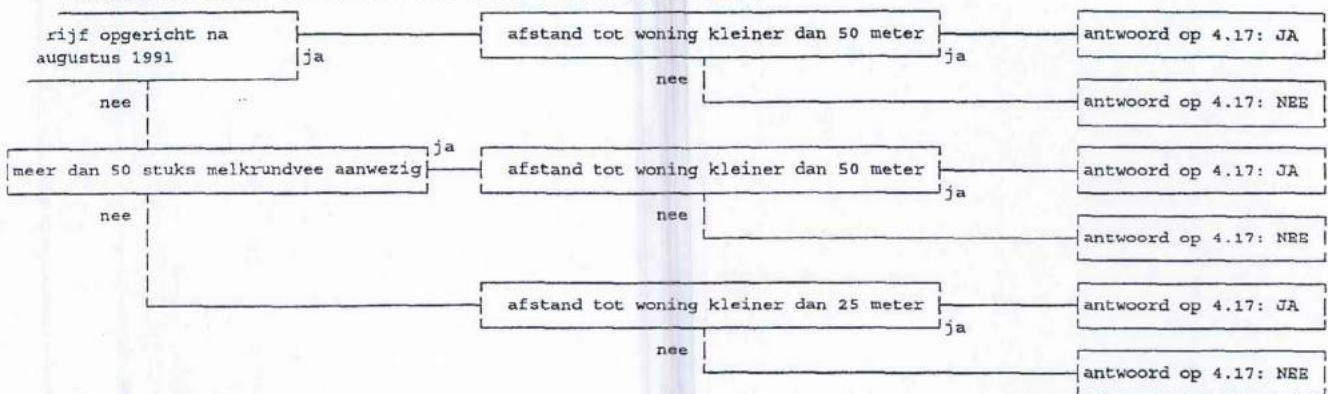 rijf opgericht na
augustus 1991
ja
afstand tot woning kleiner dan 50 meter
ja
antwoord op 4.17: JA
nee
antwoord op 4.17: NEE
nee
meer dan 50 stuks melkrundvee aanwezig
ja
afstand tot woning kleiner dan 50 meter
ja
antwoord op 4.17: JA
nee
antwoord op 4.17: NEE
nee
afstand tot woning kleiner dan 25 meter
ja
antwoord op 4.17: JA
nee
antwoord op 4.17: NEE